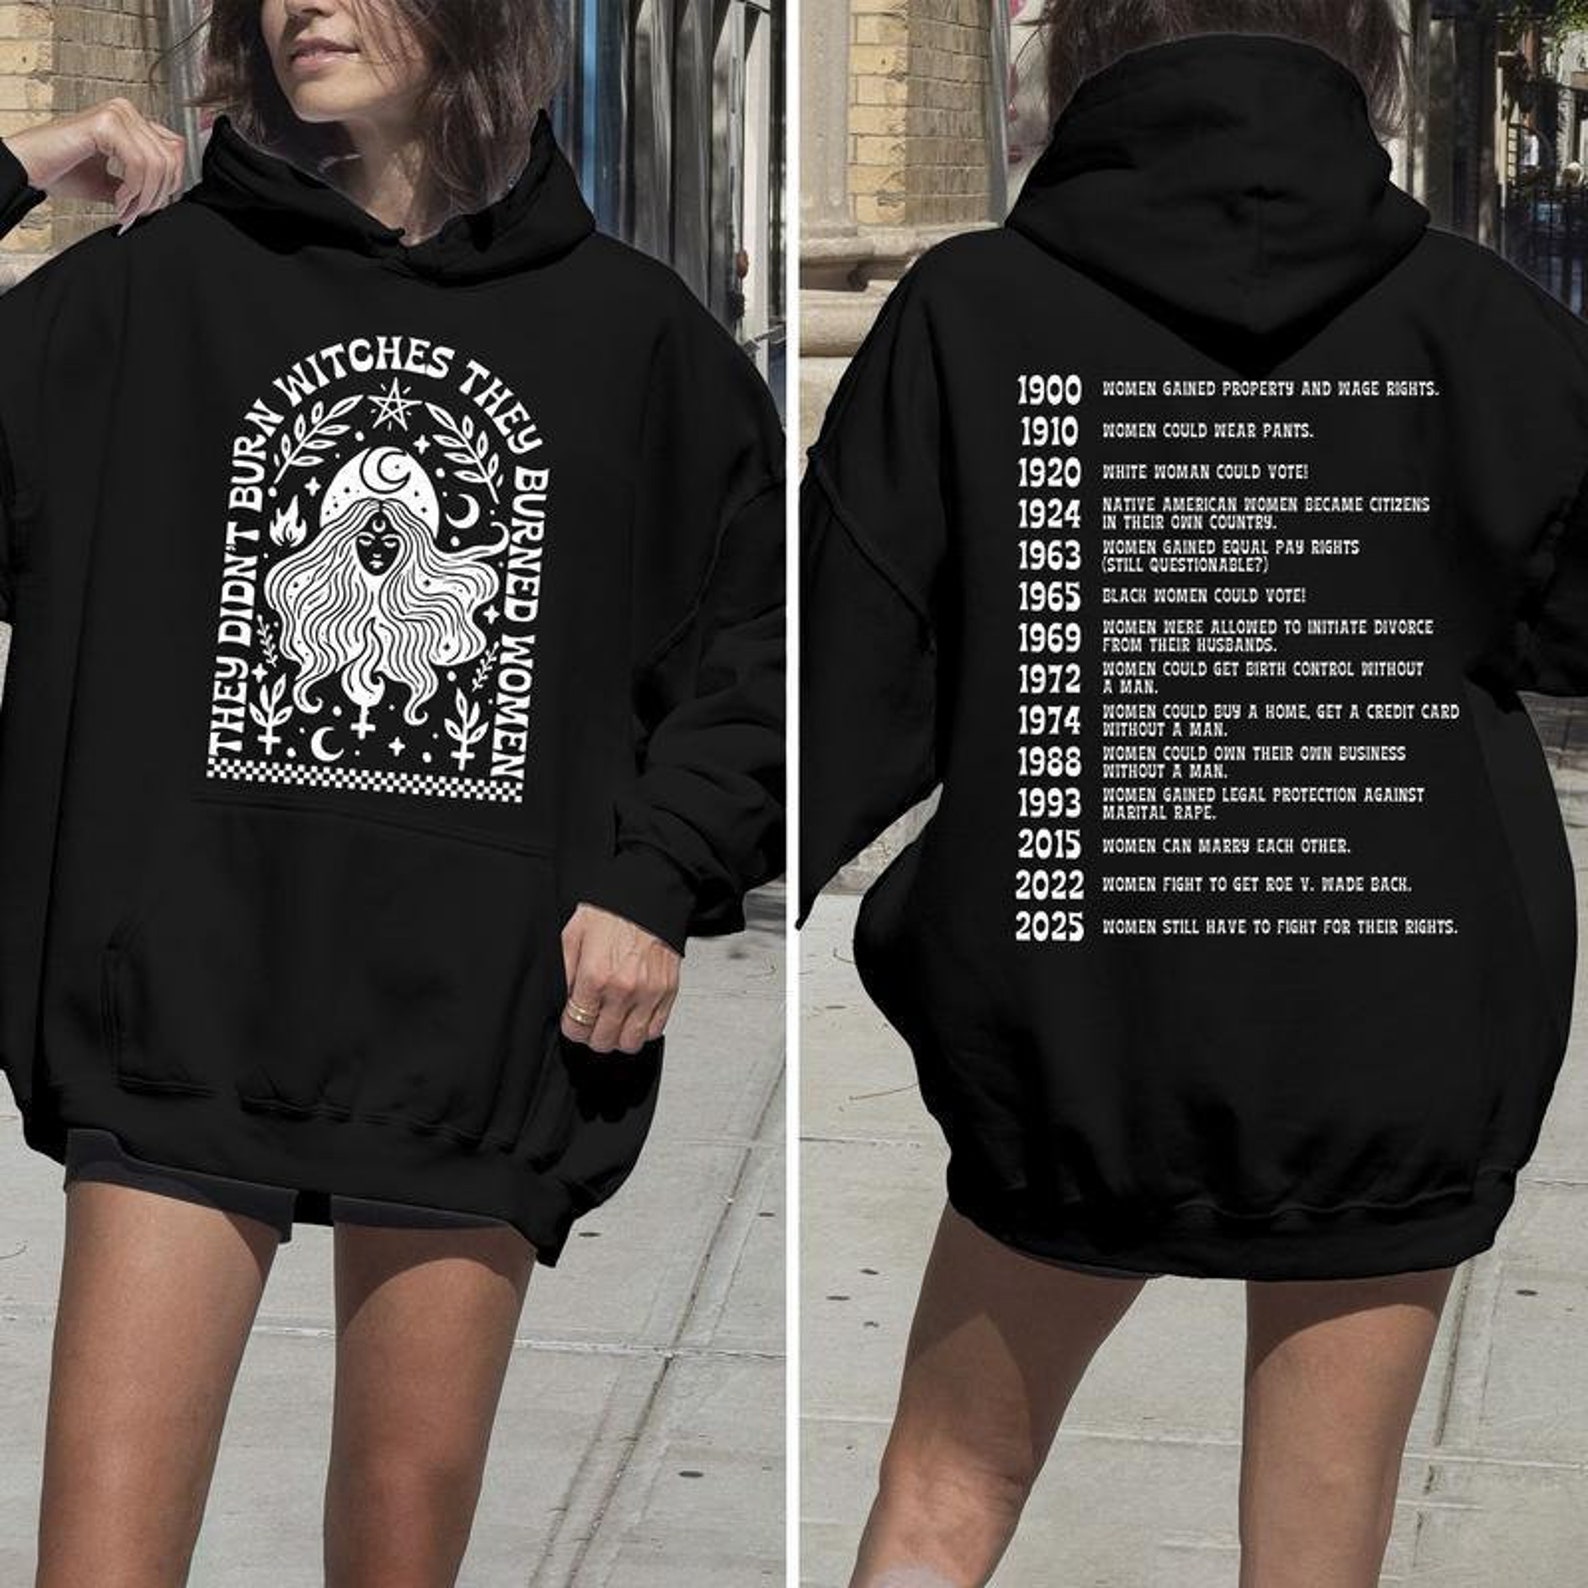 THEY DIDN'T BURN WITCHES THEY BURNED WOMEN
1900 WOMEN GAINED PROPERTY AND WAGE RIGHTS.
1910 WOMEN COULD WEAR PANTS.
1920 WHITE WOMAN COULD VOTE!
1924 NATIVE AMERICAN WOMEN BECAME CITIZENS
IN THEIR OWN COUNTRY.
1963 WOMEN GAINED EQUAL PAY RIGHTS
(STILL QUESTIONABLE?)
1965 BLACK WOMEN COULD VOTE!
1969 WOMEN WERE ALLOWED TO INITIATE DIVORCE
FROM THEIR HUSBANDS.
1972 WOMEN COULD GET BIRTH CONTROL WITHOUT
A MAN.
1974 WOMEN COULD BUY A HOME, GET A CREDIT CARD
WITHOUT A MAN.
1988 WOMEN COULD OWN THEIR OWN BUSINESS
WITHOUT A MAN.
1993 WOMEN GAINED LEGAL PROTECTION AGAINST
MARITAL RAPE.
2015 WOMEN CAN MARRY EACH OTHER.
2022 WOMEN FIGHT TO GET ROE V. WADE BACK.
2025 WOMEN STILL HAVE TO FIGHT FOR THEIR RIGHTS.